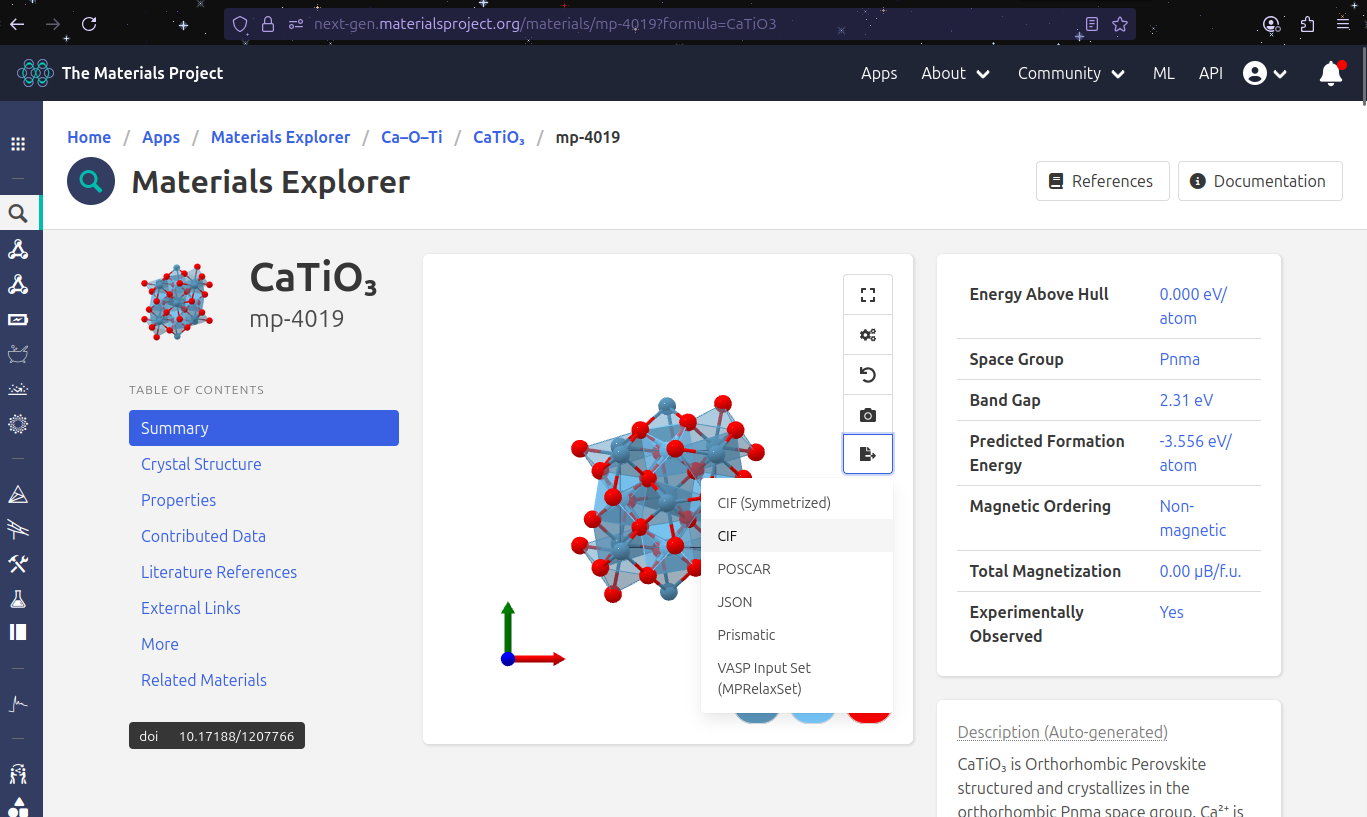 next-gen.materialsproject.org/materials/mp-4019?formula=CaTiO3
The Materials Project
Apps About Community ML API
Home / Apps / Materials Explorer / Ca–O–Ti / CaTiO₃ / mp-4019
Materials Explorer
References Documentation
CaTiO₃
mp-4019
TABLE OF CONTENTS
Summary
Crystal Structure
Properties
Contributed Data
Literature References
External Links
More
Related Materials
doi 10.17188/1207766
CIF (Symmetrized)
CIF
POSCAR
JSON
Prismatic
VASP Input Set
(MPRelaxSet)
Energy Above Hull 0.000 eV/
atom
Space Group Pnma
Band Gap 2.31 eV
Predicted Formation -3.556 eV/
Energy atom
Magnetic Ordering Non-
magnetic
Total Magnetization 0.00 µB/f.u.
Experimentally Yes
Observed
Description (Auto-generated)
CaTiO₃ is Orthorhombic Perovskite
structured and crystallizes in the
orthorhombic Pnma space group. Ca²⁺ is